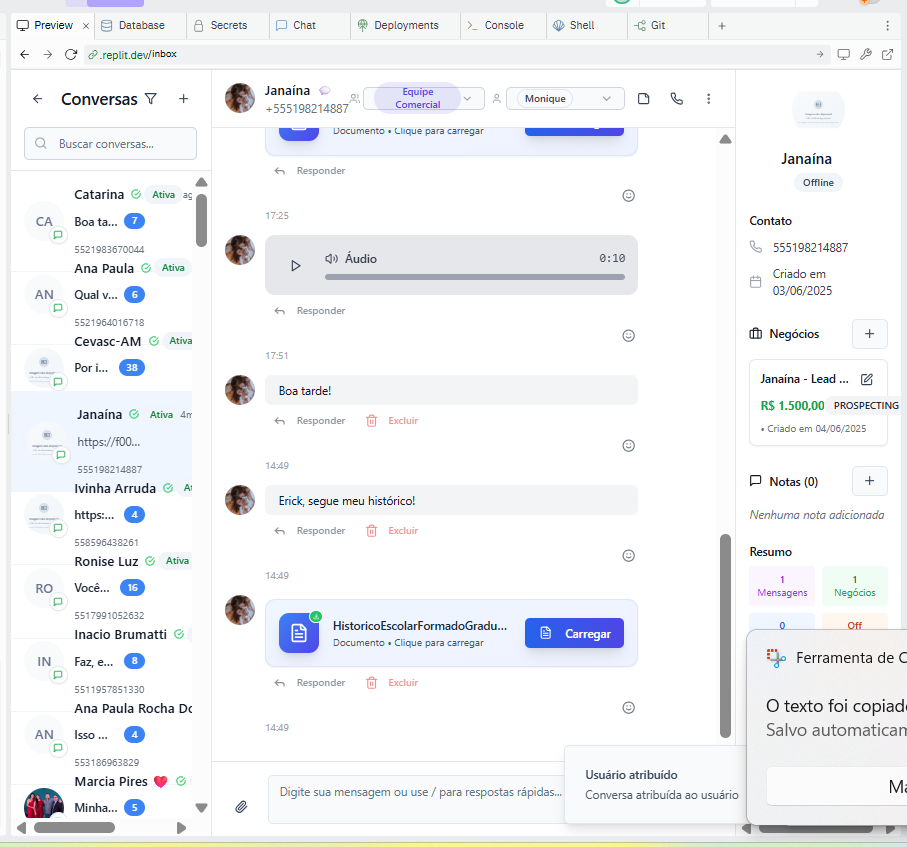 Preview
Database
Secrets
Chat
Deployments
Console
Shell
Git
.replit.dev/inbox
Conversas
Buscar conversas...
Catarina
Ativa
ag
CA
Boa ta...
7
5521983670044
Ana Paula
Ativa
AN
Qual v...
6
5521964016718
Cevasc-AM
Ativa
Por i...
38
Janaína
Ativa
4m
https://f00...
555198214887
Ivinha Arruda
At
https:...
4
558596438261
Ronise Luz
Ativa
RO
Você...
16
5517991052632
Inacio Brumatti
IN
Faz, e...
8
5511957851330
Ana Paula Rocha Do
AN
Isso ...
4
553186963829
Marcia Pires ❤️
Minha...
5
Janaína
+555198214887
Equipe
Comercial
Monique
Documento • Clique para carregar
Responder
17:25
Áudio
0:10
Responder
17:51
Boa tarde!
Responder
Excluir
14:49
Erick, segue meu histórico!
Responder
Excluir
14:49
HistoricoEscolarFormadoGradu...
Documento • Clique para carregar
Carregar
Responder
Excluir
14:49
Digite sua mensagem ou use / para respostas rápidas...
Usuário atribuído
Conversa atribuída ao usuário
Janaína
Offline
Contato
555198214887
Criado em
03/06/2025
Negócios
Janaína - Lead ...
R$ 1.500,00
PROSPECTING
• Criado em 04/06/2025
Notas (0)
Nenhuma nota adicionada
Resumo
1
Mensagens
1
Negócios
0
Off
Ferramenta de C
O texto foi copiad
Salvo automaticam
Ma